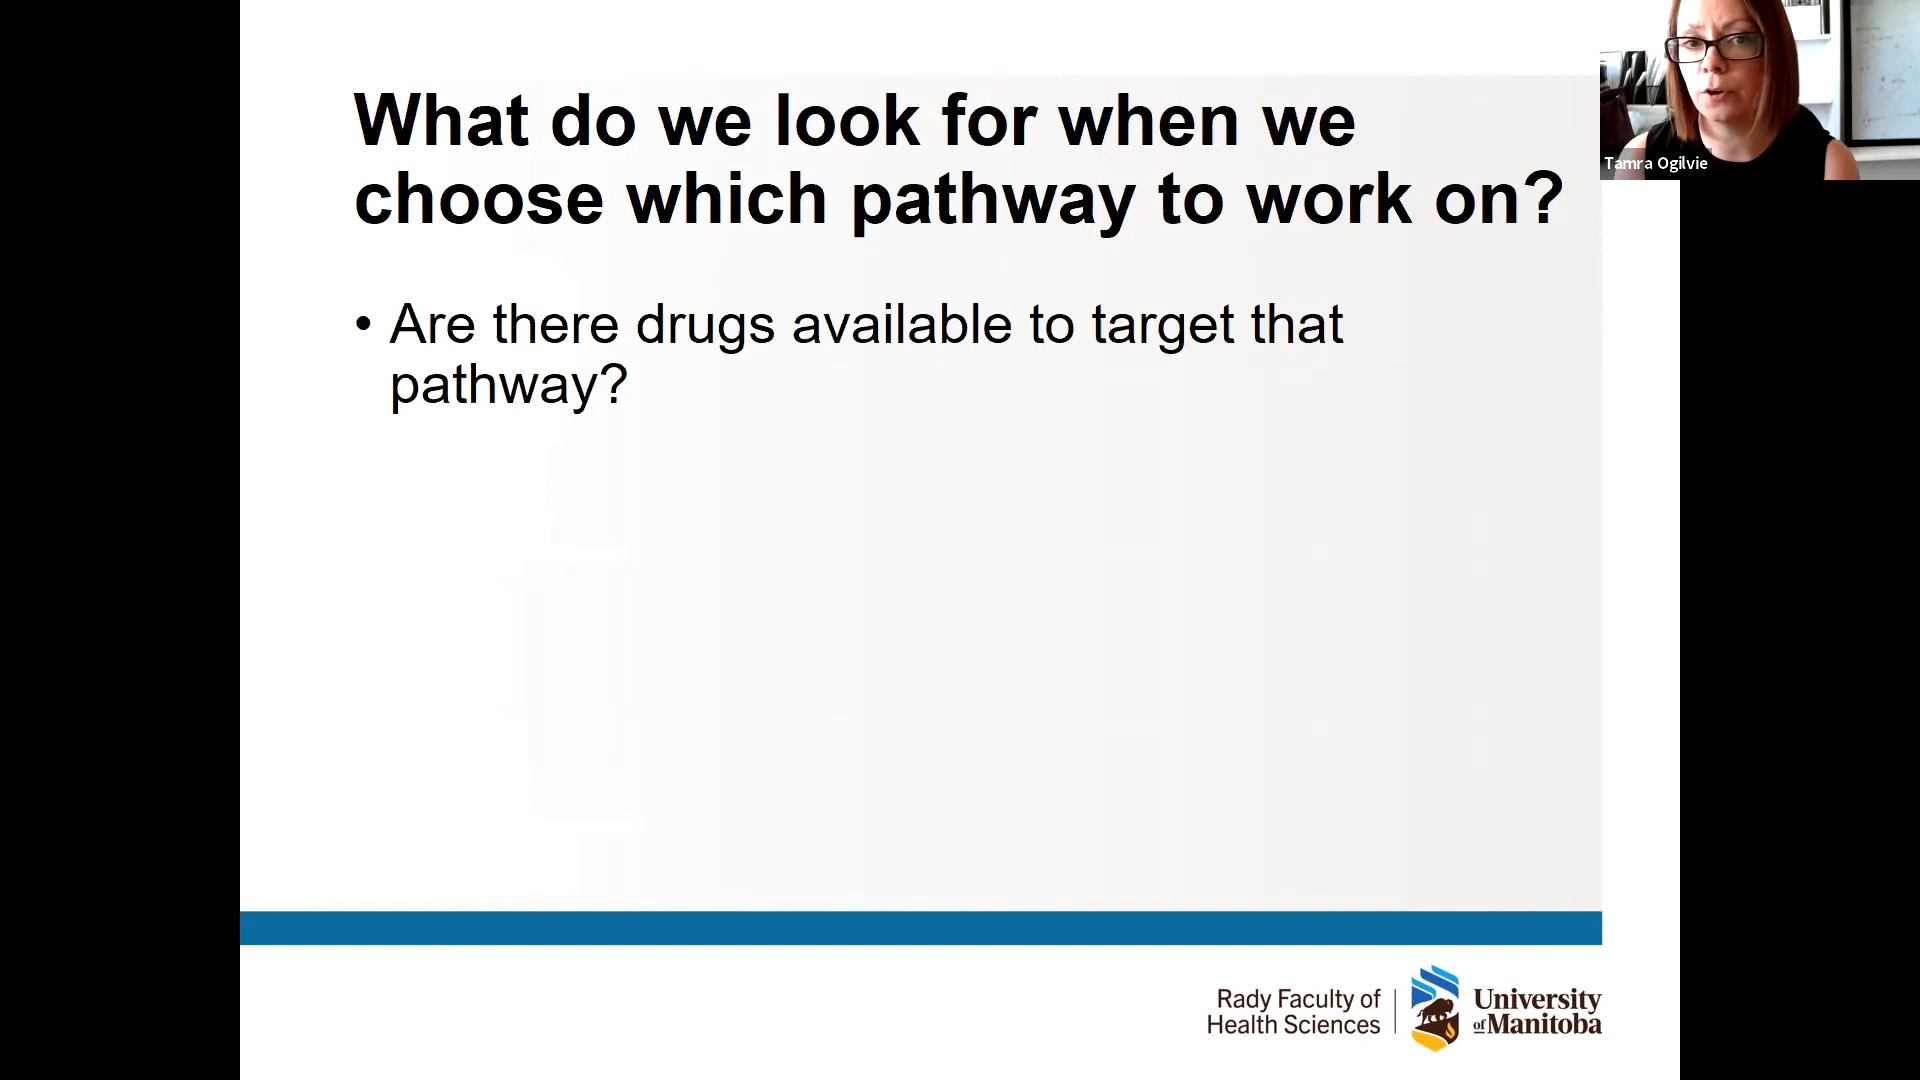 What do we look for when we
choose which pathway to work on?
• Are there drugs available to target that
pathway?
Tamra Ogilvie
Rady Faculty of
Health Sciences
University
of Manitoba